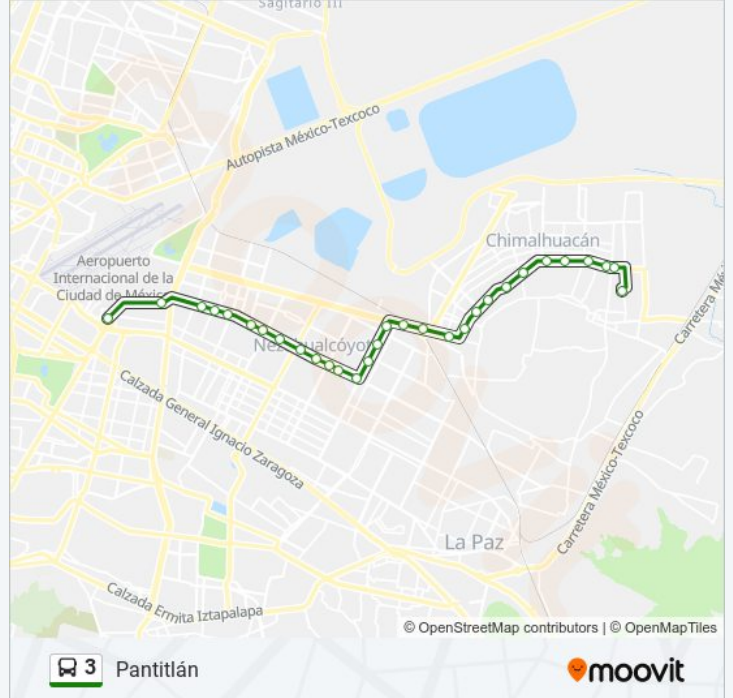 Sagitario III
Autopista México-Texcoco
Chimalhuacán
Aeropuerto
Internacional de la
Ciudad de México
Carretera Mé
Nezahualcóyotl
Calzada General Ignacio Zaragoza
Carretera México-Texcoco
La Paz
Calzada Ermita Iztapalapa
© OpenStreetMap contributors | © OpenMapTiles
3 Pantitlán
moovit